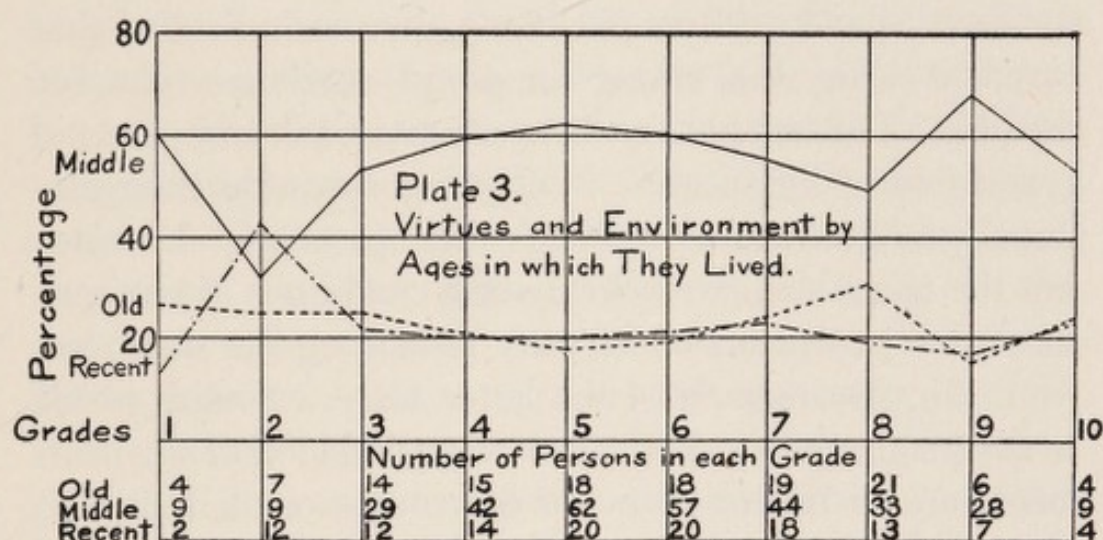 80
60
Middle
Plate 3.
Virtues and Environment by
40
Ages in which They Lived.
Percentage
Old
20
Recent
Grades 1 2 3 4 5 6 7 8 9 10
Number of Persons in each Grade
Old 4 7 14 15 18 18 19 21 6 4
Middle 9 9 29 42 62 57 44 33 28 9
Recent 2 12 12 14 20 20 18 13 7 4